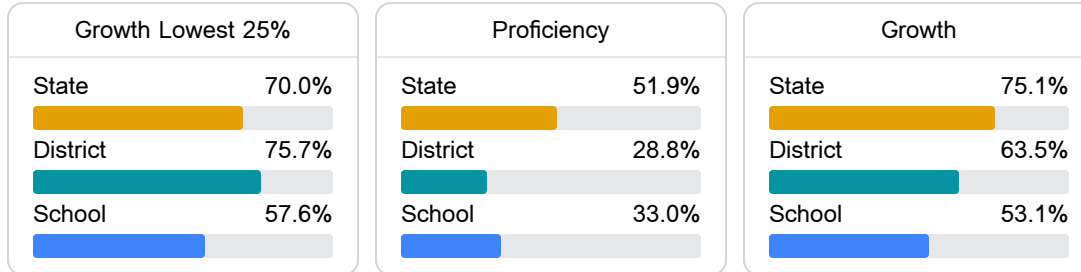 Growth Lowest 25%
State 70.0%
District 75.7%
School 57.6%
Proficiency
State 51.9%
District 28.8%
School 33.0%
Growth
State 75.1%
District 63.5%
School 53.1%